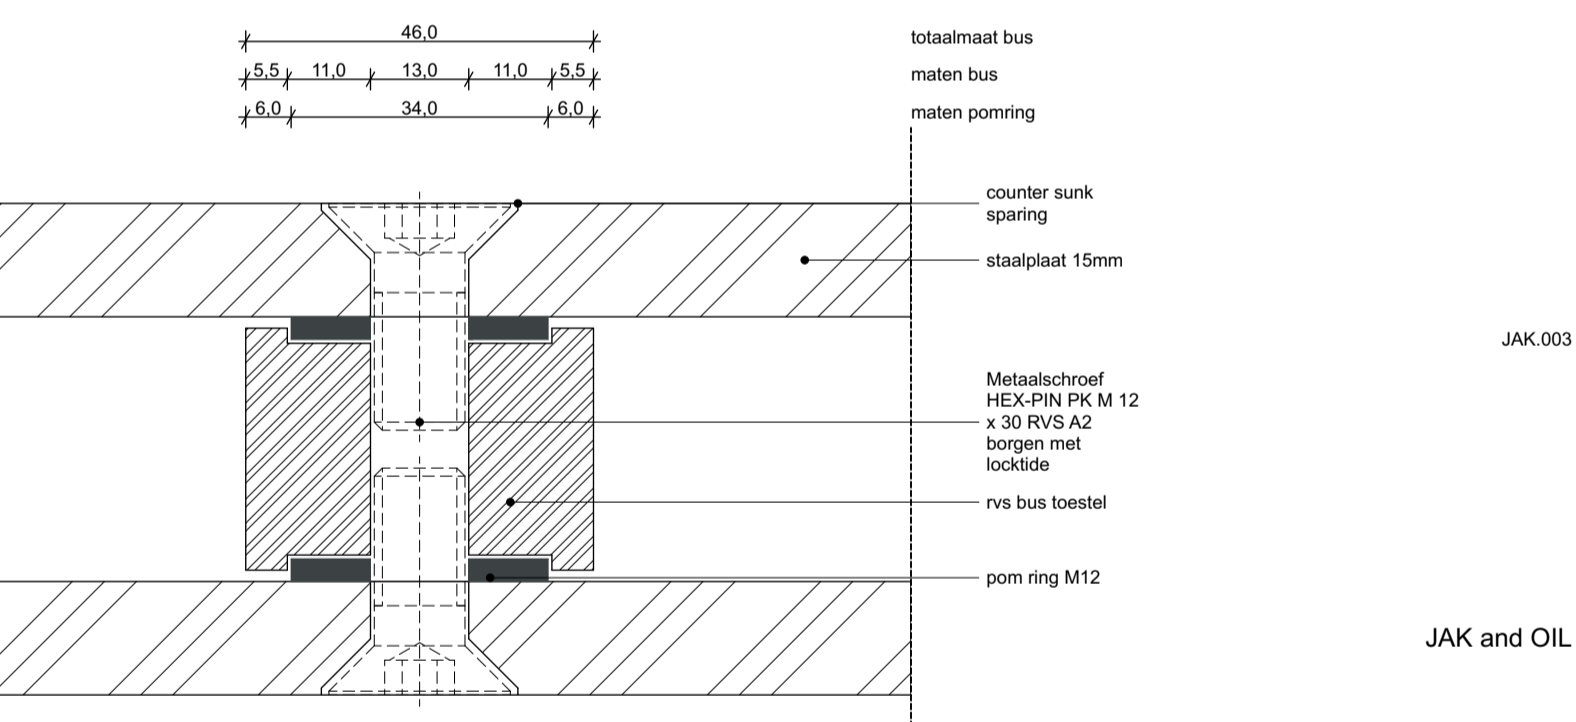 46,0
totaalmaat bus
5,5 11,0 13,0 11,0 5,5
maten bus
6,0 34,0 6,0
maten pomring
counter sunk
sparing
staalplaat 15mm
JAK.003
Metaalschroef
HEX-PIN PK M 12
x 30 RVS A2
borgen met
locktide
rvs bus toestel
pom ring M12
JAK and OIL